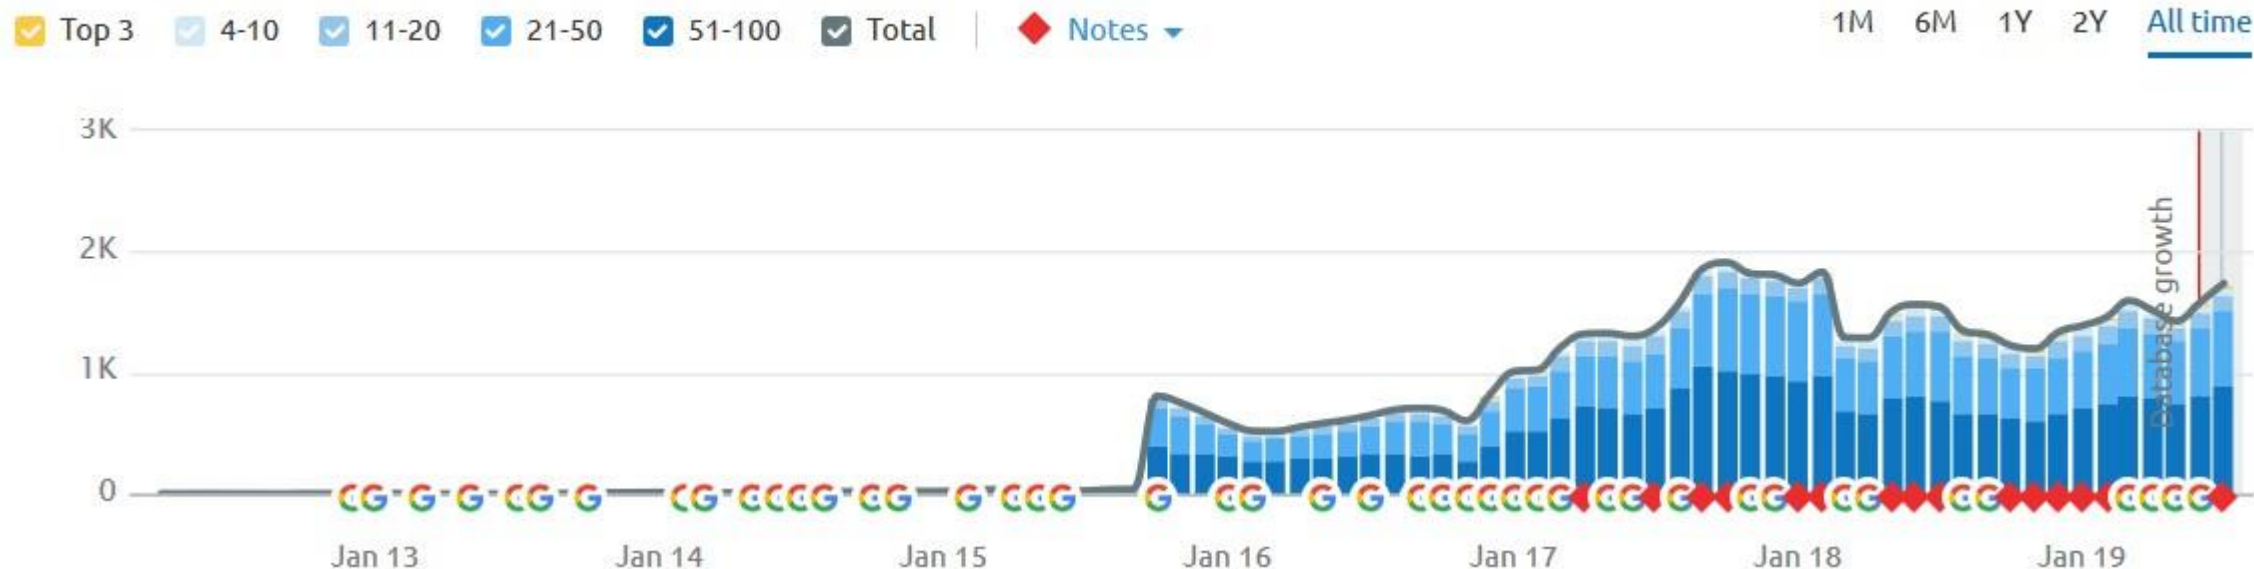 Top 3 4-10 11-20 21-50 51-100 Total Notes 1M 6M 1Y 2Y All time
3K
2K
1K
0
Database growth
Jan 13 Jan 14 Jan 15 Jan 16 Jan 17 Jan 18 Jan 19